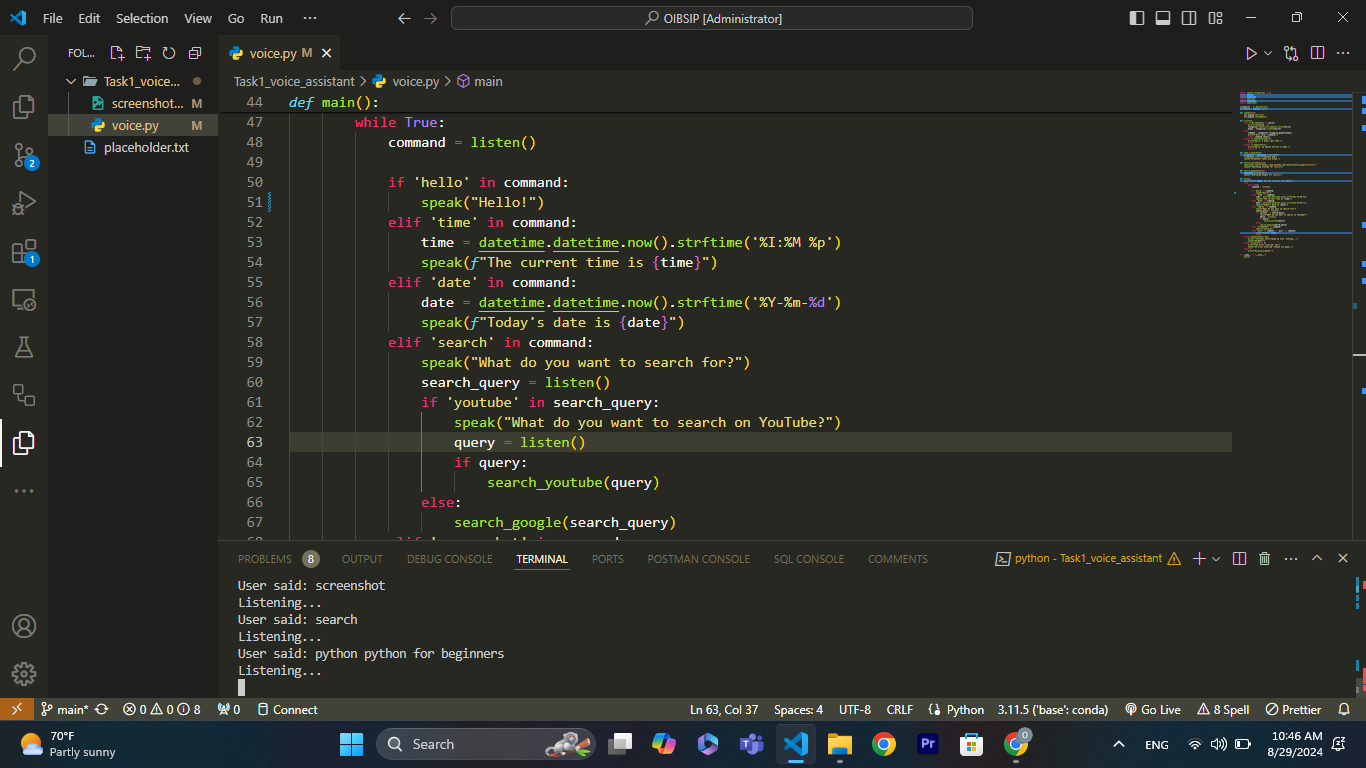 File Edit Selection View Go Run ··· OIBSIP [Administrator]
FOL...
Task1_voice...
screenshot... M
voice.py M
placeholder.txt
2
1
voice.py M
Task1_voice_assistant > voice.py > main
44 def main():
47 while True:
48 command = listen()
49
50 if 'hello' in command:
51 speak("Hello!")
52 elif 'time' in command:
53 time = datetime.datetime.now().strftime('%I:%M %p')
54 speak(f"The current time is {time}")
55 elif 'date' in command:
56 date = datetime.datetime.now().strftime('%Y-%m-%d')
57 speak(f"Today's date is {date}")
58 elif 'search' in command:
59 speak("What do you want to search for?")
60 search_query = listen()
61 if 'youtube' in search_query:
62 speak("What do you want to search on YouTube?")
63 query = listen()
64 if query:
65 search_youtube(query)
66 else:
67 search_google(search_query)
PROBLEMS 8 OUTPUT DEBUG CONSOLE TERMINAL PORTS POSTMAN CONSOLE SQL CONSOLE COMMENTS python - Task1_voice_assistant
User said: screenshot
Listening...
User said: search
Listening...
User said: python python for beginners
Listening...
main* 0 0 8 0 Connect Ln 63, Col 37 Spaces: 4 UTF-8 CRLF Python 3.11.5 ('base': conda) Go Live 8 Spell Prettier
70°F
Partly sunny
Search
Pr
0
ENG
10:46 AM
8/29/2024